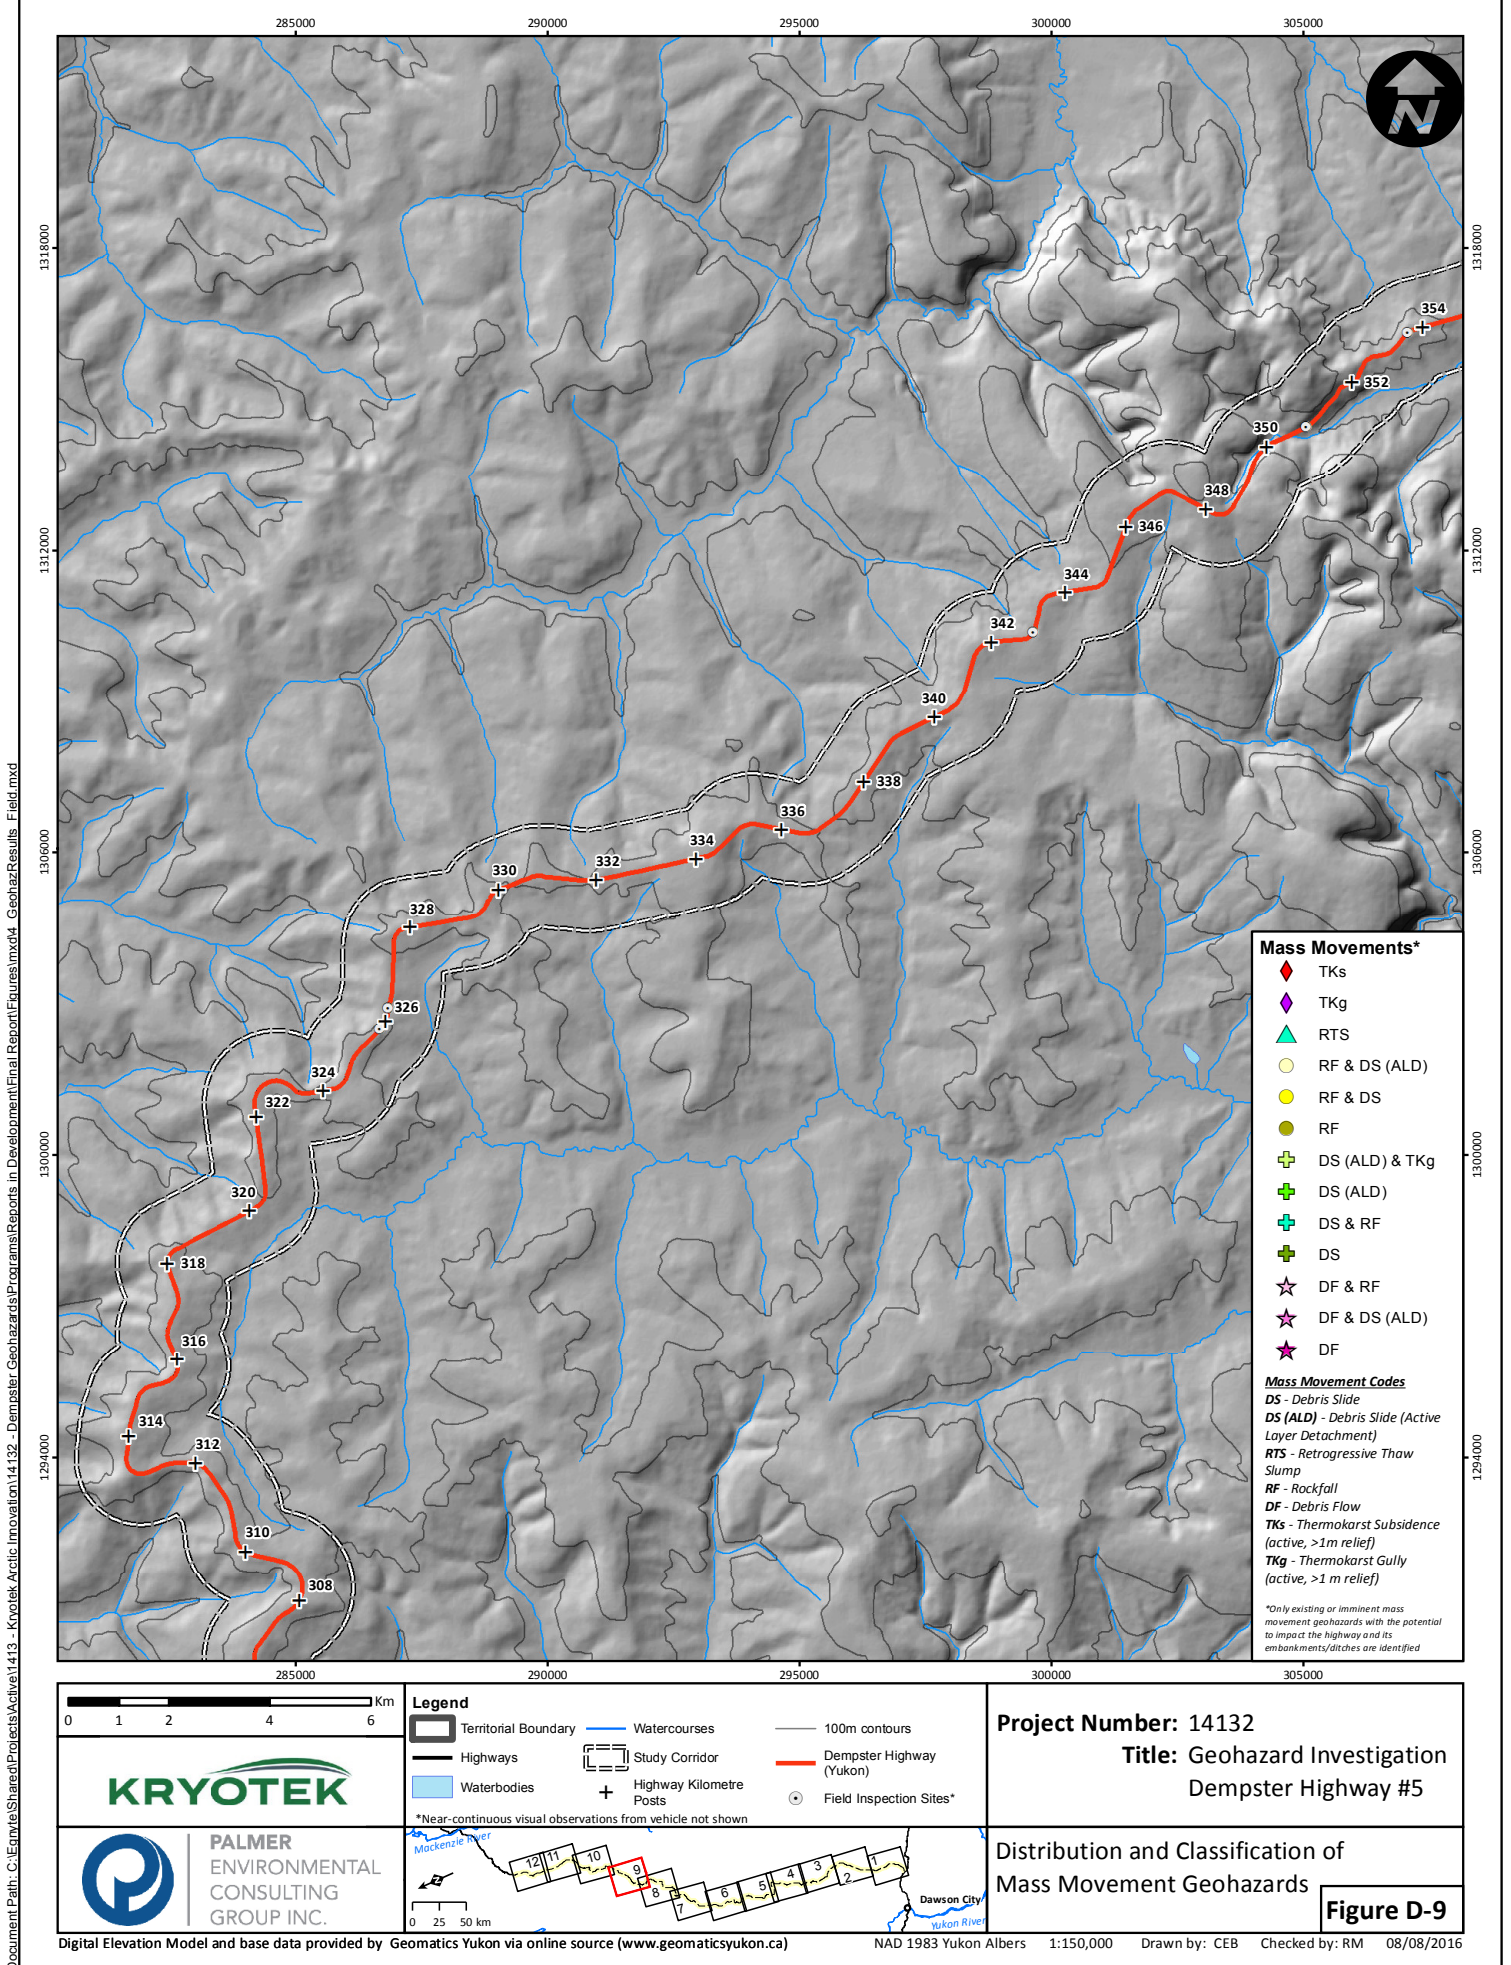 285000
290000
295000
300000
305000
N
1318000
1318000
354
352
350
348
346
1312000
1312000
344
342
340
338
336
334
332
330
1306000
1306000
328
326
324
322
320
318
316
314
312
310
308
1300000
1300000
1294000
1294000
Mass Movements*
TKs
TKg
RTS
RF & DS (ALD)
RF & DS
RF
DS (ALD) & TKg
DS (ALD)
DS & RF
DS
DF & RF
DF & DS (ALD)
DF
Mass Movement Codes
DS - Debris Slide
DS (ALD) - Debris Slide (Active
Layer Detachment)
RTS - Retrogressive Thaw
Slump
RF - Rockfall
DF - Debris Flow
TKs - Thermokarst Subsidence
(active, >1m relief)
TKg - Thermokarst Gully
(active, >1 m relief)
*Only existing or imminent mass
movement geohazards with the potential
to impact the highway and its
embankments/ditches are identified
285000
290000
295000
300000
305000
Document Path: C:\Egnyte\Shared\Projects\Active\1413 - Kryotek Arctic Innovation\14132 - Dempster Geohazards\Programs\Reports in Development\Final Report\Figures\mxd\4_GeohazResults_Field.mxd
Km
0 1 2 4 6
KRYOTEK
PALMER
ENVIRONMENTAL
CONSULTING
GROUP INC.
Legend
Territorial Boundary
Watercourses
100m contours
Highways
Study Corridor
Dempster Highway
(Yukon)
Waterbodies
Highway Kilometre
Posts
Field Inspection Sites*
*Near-continuous visual observations from vehicle not shown
Mackenzie River
12
11
10
9
8
7
6
5
4
3
2
1
Z
0 25 50 km
Dawson City
Yukon River
Project Number: 14132
Title: Geohazard Investigation
Dempster Highway #5
Distribution and Classification of
Mass Movement Geohazards
Figure D-9
Digital Elevation Model and base data provided by Geomatics Yukon via online source (www.geomaticsyukon.ca)
NAD 1983 Yukon Albers 1:150,000 Drawn by: CEB Checked by: RM 08/08/2016